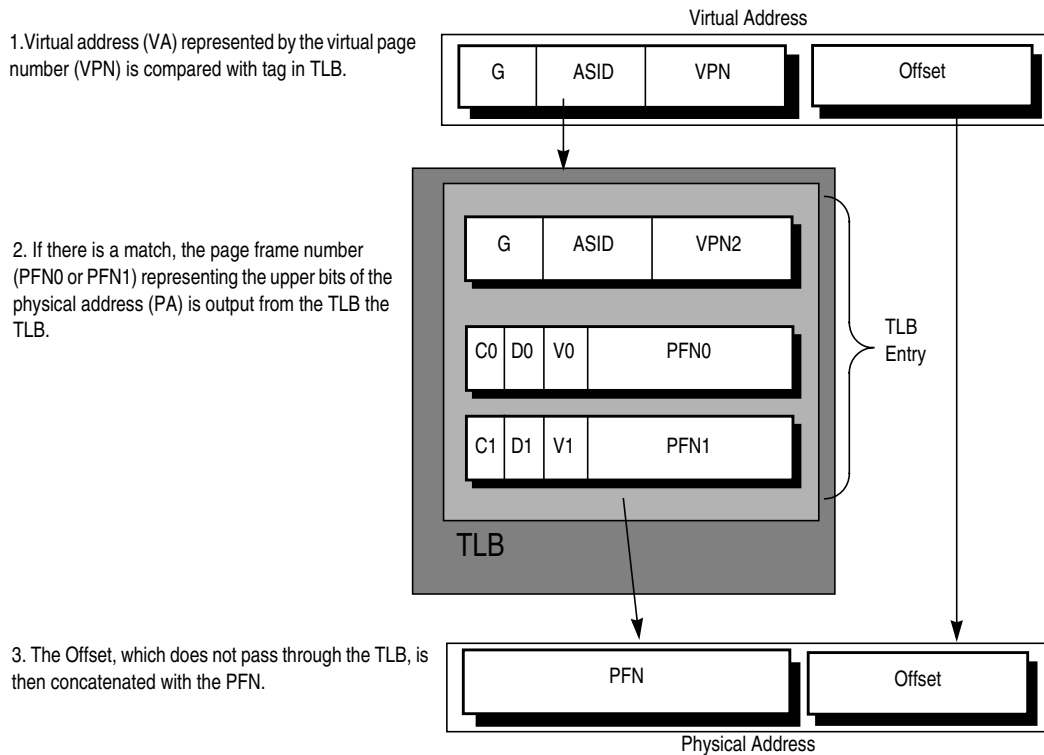 Virtual Address
1.Virtual address (VA) represented by the virtual page
number (VPN) is compared with tag in TLB.
G ASID VPN Offset
2. If there is a match, the page frame number
(PFN0 or PFN1) representing the upper bits of the
physical address (PA) is output from the TLB the
TLB.
G ASID VPN2
C0 D0 V0 PFN0
C1 D1 V1 PFN1
TLB
Entry
TLB
3. The Offset, which does not pass through the TLB, is
then concatenated with the PFN.
PFN Offset
Physical Address